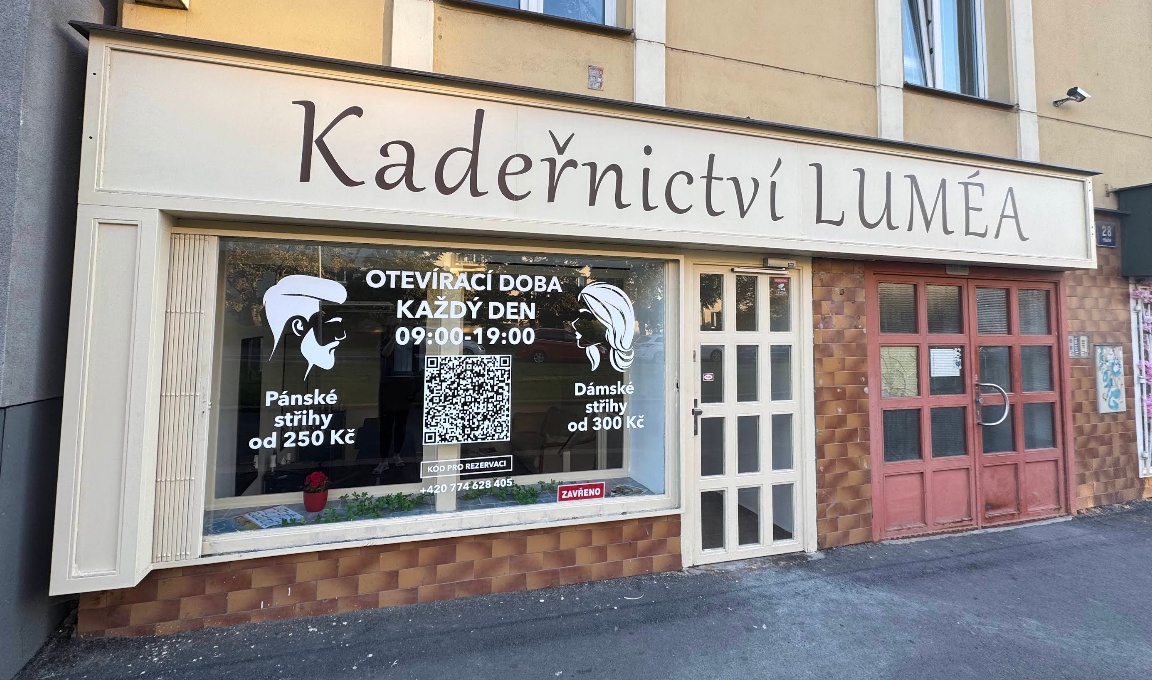 Kadeřnictví LUMÉA
28
OTEVÍRACÍ DOBA
KAŽDÝ DEN
09:00-19:00
Pánské
střihy
od 250 Kč
Dámské
střihy
od 300 Kč
KÓD PRO REZERVACI
+420 774 628 405
ZAVŘENO